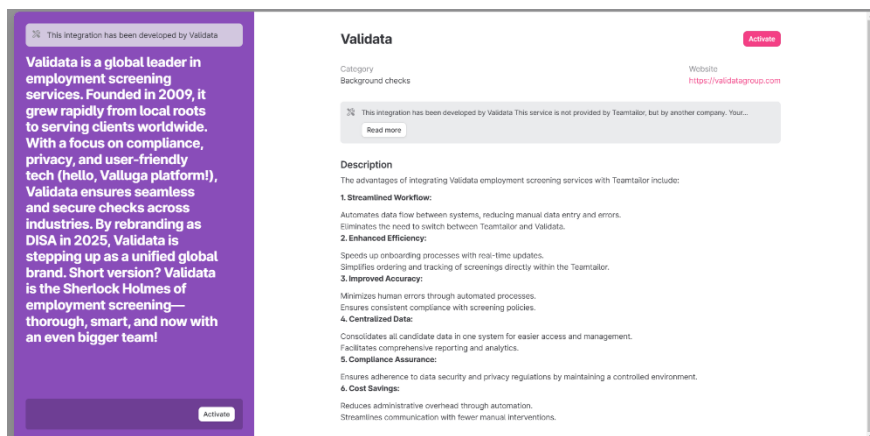 This integration has been developed by Validata
Validata is a global leader in
employment screening
services. Founded in 2009, it
grew rapidly from local roots
to serving clients worldwide.
With a focus on compliance,
privacy, and user-friendly
tech (hello, Valluga platform!),
Validata ensures seamless
and secure checks across
industries. By rebranding as
DISA in 2025, Validata is
stepping up as a unified global
brand. Short version? Validata
is the Sherlock Holmes of
employment screening—
thorough, smart, and now with
an even bigger team!
Activate
Validata
Activate
Category
Background checks
Website
https://validatagroup.com
This integration has been developed by Validata This service is not provided by Teamtailor, but by another company. Your...
Read more
Description
The advantages of integrating Validata employment screening services with Teamtailor include:
1. Streamlined Workflow:
Automates data flow between systems, reducing manual data entry and errors.
Eliminates the need to switch between Teamtailor and Validata.
2. Enhanced Efficiency:
Speeds up onboarding processes with real-time updates.
Simplifies ordering and tracking of screenings directly within the Teamtailor.
3. Improved Accuracy:
Minimizes human errors through automated processes.
Ensures consistent compliance with screening policies.
4. Centralized Data:
Consolidates all candidate data in one system for easier access and management.
Facilitates comprehensive reporting and analytics.
5. Compliance Assurance:
Ensures adherence to data security and privacy regulations by maintaining a controlled environment.
6. Cost Savings:
Reduces administrative overhead through automation.
Streamlines communication with fewer manual interventions.